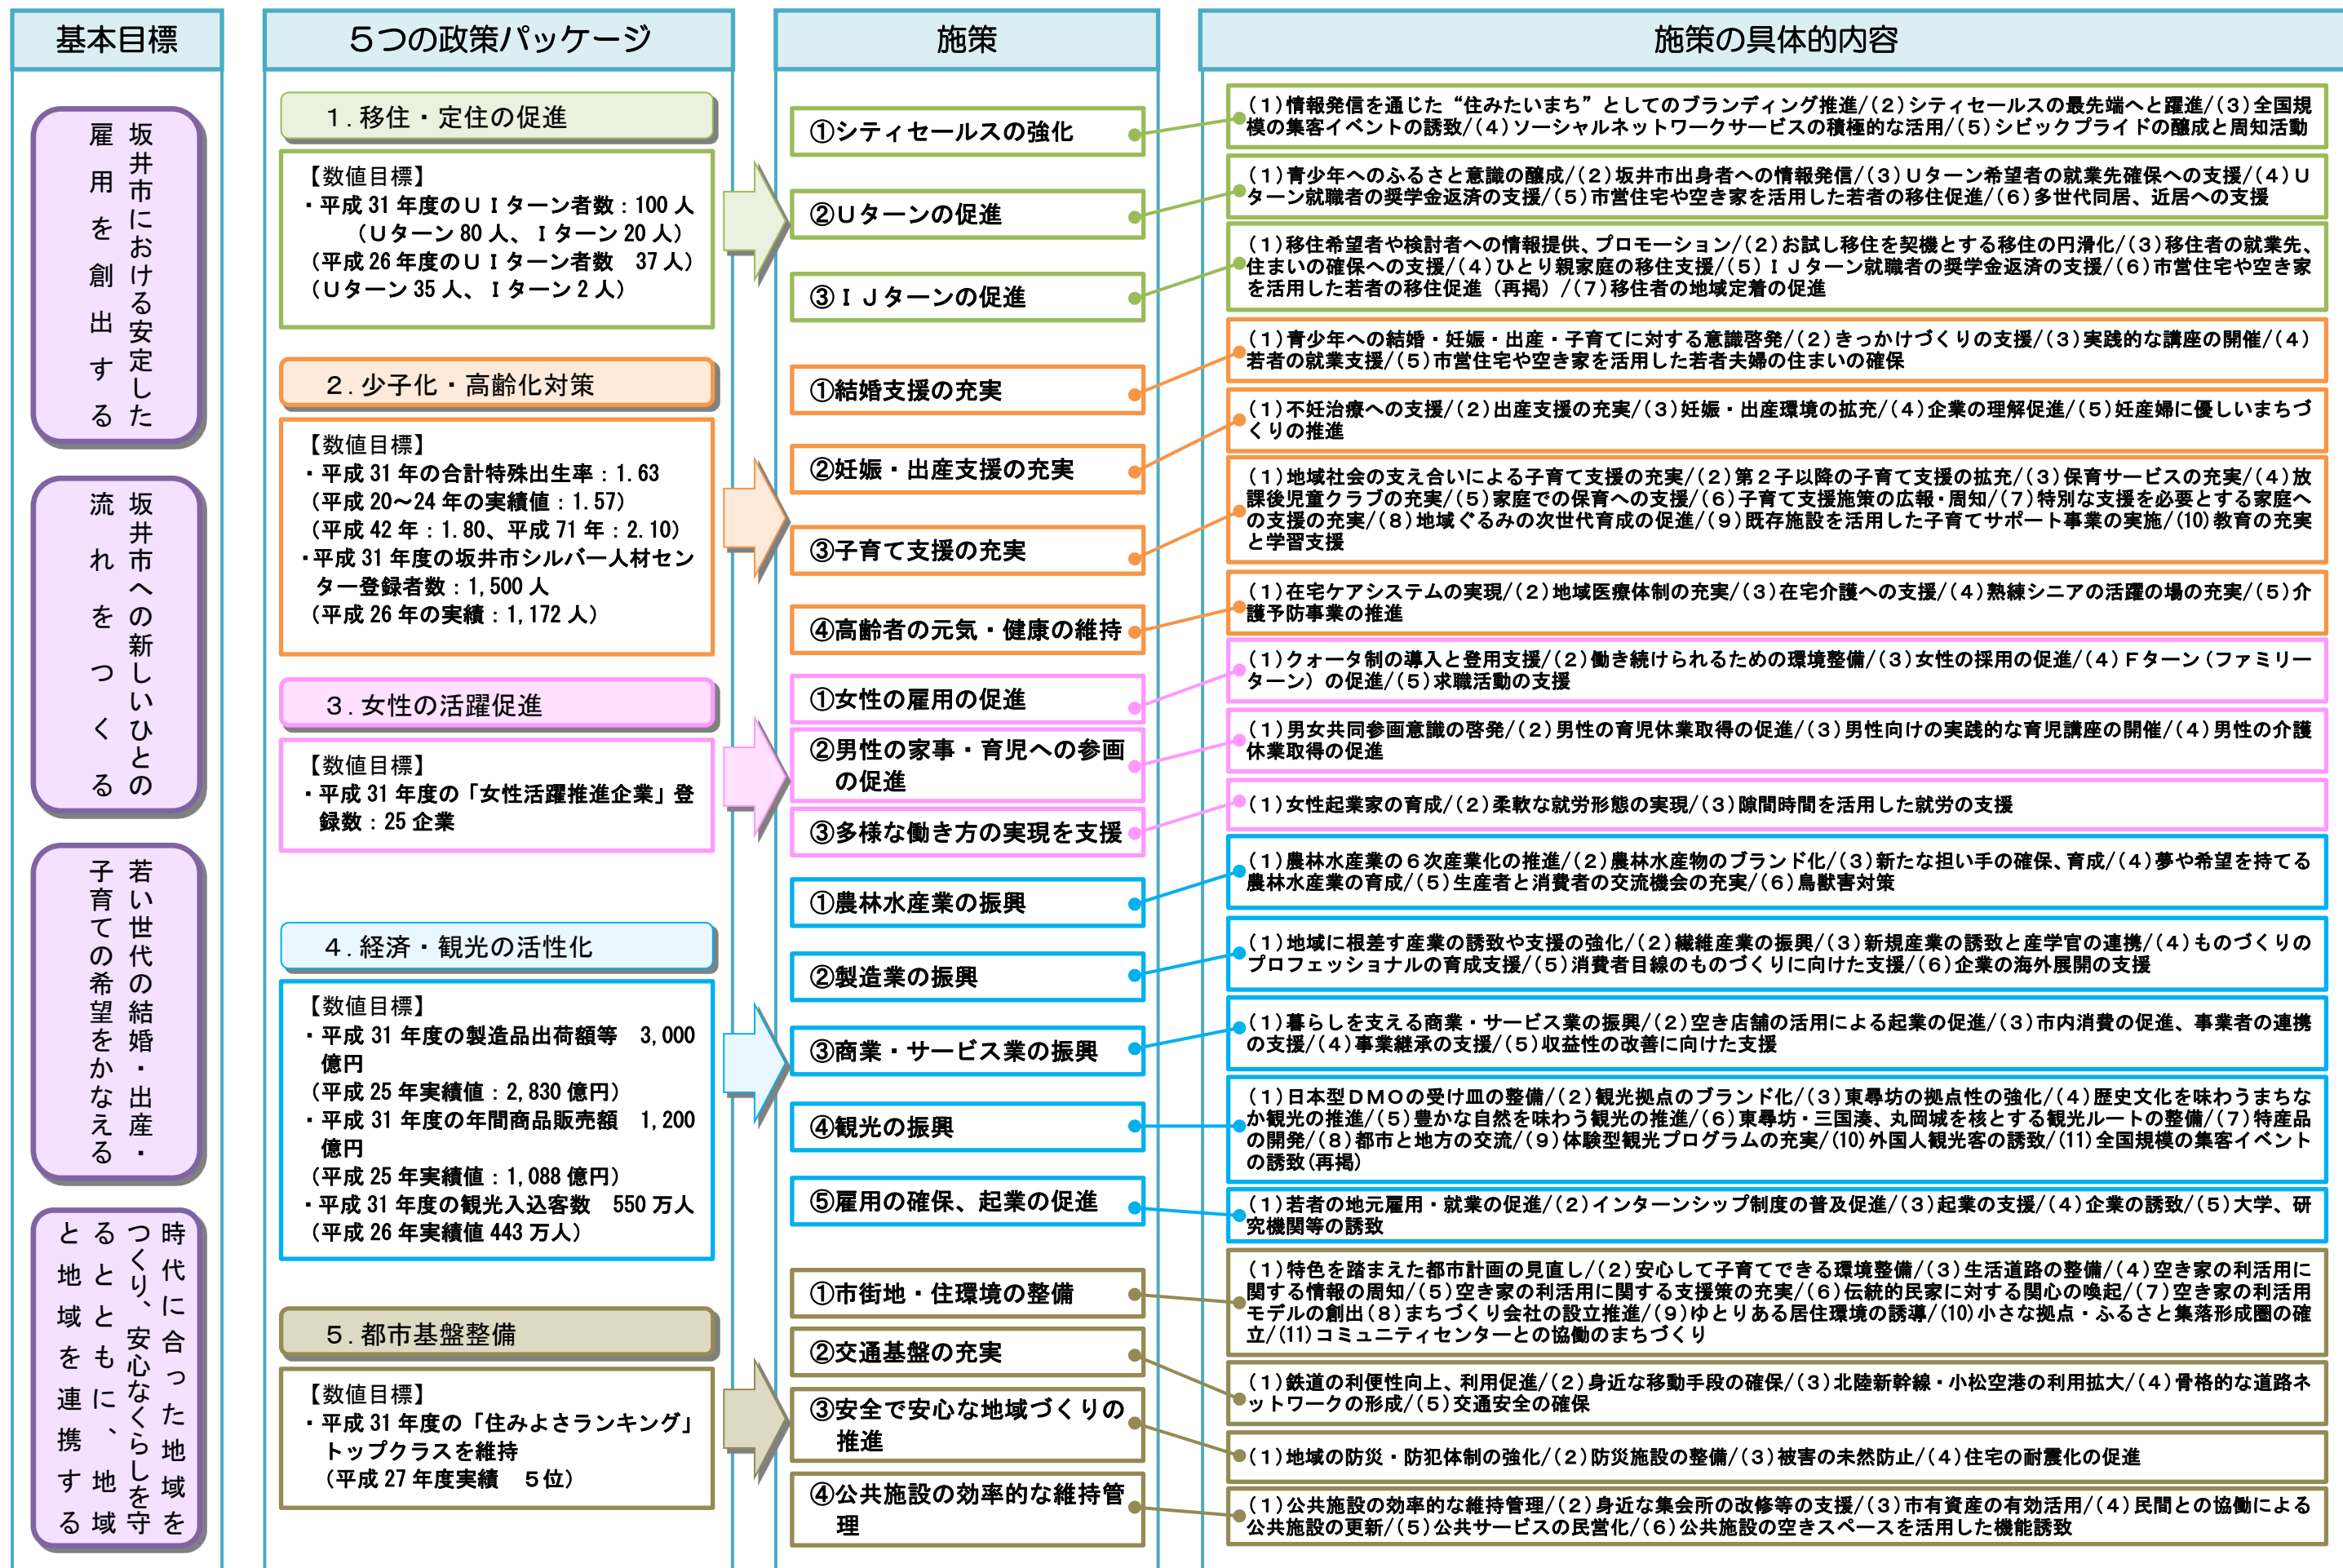 基本目標
坂井市における安定した
雇用を創出する
坂井市への新しいひとの
流れをつくる
若い世代の結婚・出産・
子育ての希望をかなえる
時代に合った地域を
つくり、安心なくらしを守
るとともに、地域
と地域を連携する
５つの政策パッケージ
１.移住・定住の促進
【数値目標】
・平成31年度のＵＩターン者数：100人
（Ｕターン80人、Ｉターン20人）
（平成26年度のＵＩターン者数　37人）
（Ｕターン35人、Ｉターン2人）
２.少子化・高齢化対策
【数値目標】
・平成31年の合計特殊出生率：1.63
（平成20～24年の実績値：1.57）
（平成42年：1.80、平成71年：2.10）
・平成31年度の坂井市シルバー人材セン
ター登録者数：1,500人
（平成26年の実績：1,172人）
３.女性の活躍促進
【数値目標】
・平成31年度の「女性活躍推進企業」登
録数：25企業
４.経済・観光の活性化
【数値目標】
・平成31年度の製造品出荷額等　3,000
億円
（平成25年実績値：2,830億円）
・平成31年度の年間商品販売額　1,200
億円
（平成25年実績値：1,088億円）
・平成31年度の観光入込客数　550万人
（平成26年実績値443万人）
５.都市基盤整備
【数値目標】
・平成31年度の「住みよさランキング」
トップクラスを維持
（平成27年度実績　５位）
施策
①シティセールスの強化
②Ｕターンの促進
③ＩＪターンの促進
①結婚支援の充実
②妊娠・出産支援の充実
③子育て支援の充実
④高齢者の元気・健康の維持
①女性の雇用の促進
②男性の家事・育児への参画
の促進
③多様な働き方の実現を支援
①農林水産業の振興
②製造業の振興
③商業・サービス業の振興
④観光の振興
⑤雇用の確保、起業の促進
①市街地・住環境の整備
②交通基盤の充実
③安全で安心な地域づくりの
推進
④公共施設の効率的な維持管
理
施策の具体的内容
(1)情報発信を通じた“住みたいまち”としてのブランディング推進/(2)シティセールスの最先端へと躍進/(3)全国規
模の集客イベントの誘致/(4)ソーシャルネットワークサービスの積極的な活用/(5)シビックプライドの醸成と周知活動
(1)青少年へのふるさと意識の醸成/(2)坂井市出身者への情報発信/(3)Ｕターン希望者の就業先確保への支援/(4)Ｕ
ターン就職者の奨学金返済の支援/(5)市営住宅や空き家を活用した若者の移住促進/(6)多世代同居、近居への支援
(1)移住希望者や検討者への情報提供、プロモーション/(2)お試し移住を契機とする移住の円滑化/(3)移住者の就業先、
住まいの確保への支援/(4)ひとり親家庭の移住支援/(5)ＩＪターン就職者の奨学金返済の支援/(6)市営住宅や空き家
を活用した若者の移住促進（再掲）/(7)移住者の地域定着の促進
(1)青少年への結婚・妊娠・出産・子育てに対する意識啓発/(2)きっかけづくりの支援/(3)実践的な講座の開催/(4)
若者の就業支援/(5)市営住宅や空き家を活用した若者夫婦の住まいの確保
(1)不妊治療への支援/(2)出産支援の充実/(3)妊娠・出産環境の拡充/(4)企業の理解促進/(5)妊産婦に優しいまちづ
くりの推進
(1)地域社会の支え合いによる子育て支援の充実/(2)第２子以降の子育て支援の拡充/(3)保育サービスの充実/(4)放
課後児童クラブの充実/(5)家庭での保育への支援/(6)子育て支援施策の広報・周知/(7)特別な支援を必要とする家庭へ
の支援の充実/(8)地域ぐるみの次世代育成の促進/(9)既存施設を活用した子育てサポート事業の実施/(10)教育の充実
と学習支援
(1)在宅ケアシステムの実現/(2)地域医療体制の充実/(3)在宅介護への支援/(4)熟練シニアの活躍の場の充実/(5)介
護予防事業の推進
(1)クォータ制の導入と登用支援/(2)働き続けられるための環境整備/(3)女性の採用の促進/(4)Ｆターン(ファミリー
ターン）の促進/(5)求職活動の支援
(1)男女共同参画意識の啓発/(2)男性の育児休業取得の促進/(3)男性向けの実践的な育児講座の開催/(4)男性の介護
休業取得の促進
(1)女性起業家の育成/(2)柔軟な就労形態の実現/(3)隙間時間を活用した就労の支援
(1)農林水産業の６次産業化の推進/(2)農林水産物のブランド化/(3)新たな担い手の確保、育成/(4)夢や希望を持てる
農林水産業の育成/(5)生産者と消費者の交流機会の充実/(6)鳥獣害対策
(1)地域に根差す産業の誘致や支援の強化/(2)繊維産業の振興/(3)新規産業の誘致と産学官の連携/(4)ものづくりの
プロフェッショナルの育成支援/(5)消費者目線のものづくりに向けた支援/(6)企業の海外展開の支援
(1)暮らしを支える商業・サービス業の振興/(2)空き店舗の活用による起業の促進/(3)市内消費の促進、事業者の連携
の支援/(4)事業継承の支援/(5)収益性の改善に向けた支援
(1)日本型ＤＭＯの受け皿の整備/(2)観光拠点のブランド化/(3)東尋坊の拠点性の強化/(4)歴史文化を味わうまちな
か観光の推進/(5)豊かな自然を味わう観光の推進/(6)東尋坊・三国湊、丸岡城を核とする観光ルートの整備/(7)特産品
の開発/(8)都市と地方の交流/(9)体験型観光プログラムの充実/(10)外国人観光客の誘致/(11)全国規模の集客イベント
の誘致(再掲)
(1)若者の地元雇用・就業の促進/(2)インターンシップ制度の普及促進/(3)起業の支援/(4)企業の誘致/(5)大学、研
究機関等の誘致
(1)特色を踏まえた都市計画の見直し/(2)安心して子育てできる環境整備/(3)生活道路の整備/(4)空き家の利活用に
関する情報の周知/(5)空き家の利活用に関する支援策の充実/(6)伝統的民家に対する関心の喚起/(7)空き家の利活用
モデルの創出(8)まちづくり会社の設立推進/(9)ゆとりある居住環境の誘導/(10)小さな拠点・ふるさと集落形成圏の確
立/(11)コミュニティセンターとの協働のまちづくり
(1)鉄道の利便性向上、利用促進/(2)身近な移動手段の確保/(3)北陸新幹線・小松空港の利用拡大/(4)骨格的な道路ネ
ットワークの形成/(5)交通安全の確保
(1)地域の防災・防犯体制の強化/(2)防災施設の整備/(3)被害の未然防止/(4)住宅の耐震化の促進
(1)公共施設の効率的な維持管理/(2)身近な集会所の改修等の支援/(3)市有資産の有効活用/(4)民間との協働による
公共施設の更新/(5)公共サービスの民営化/(6)公共施設の空きスペースを活用した機能誘致